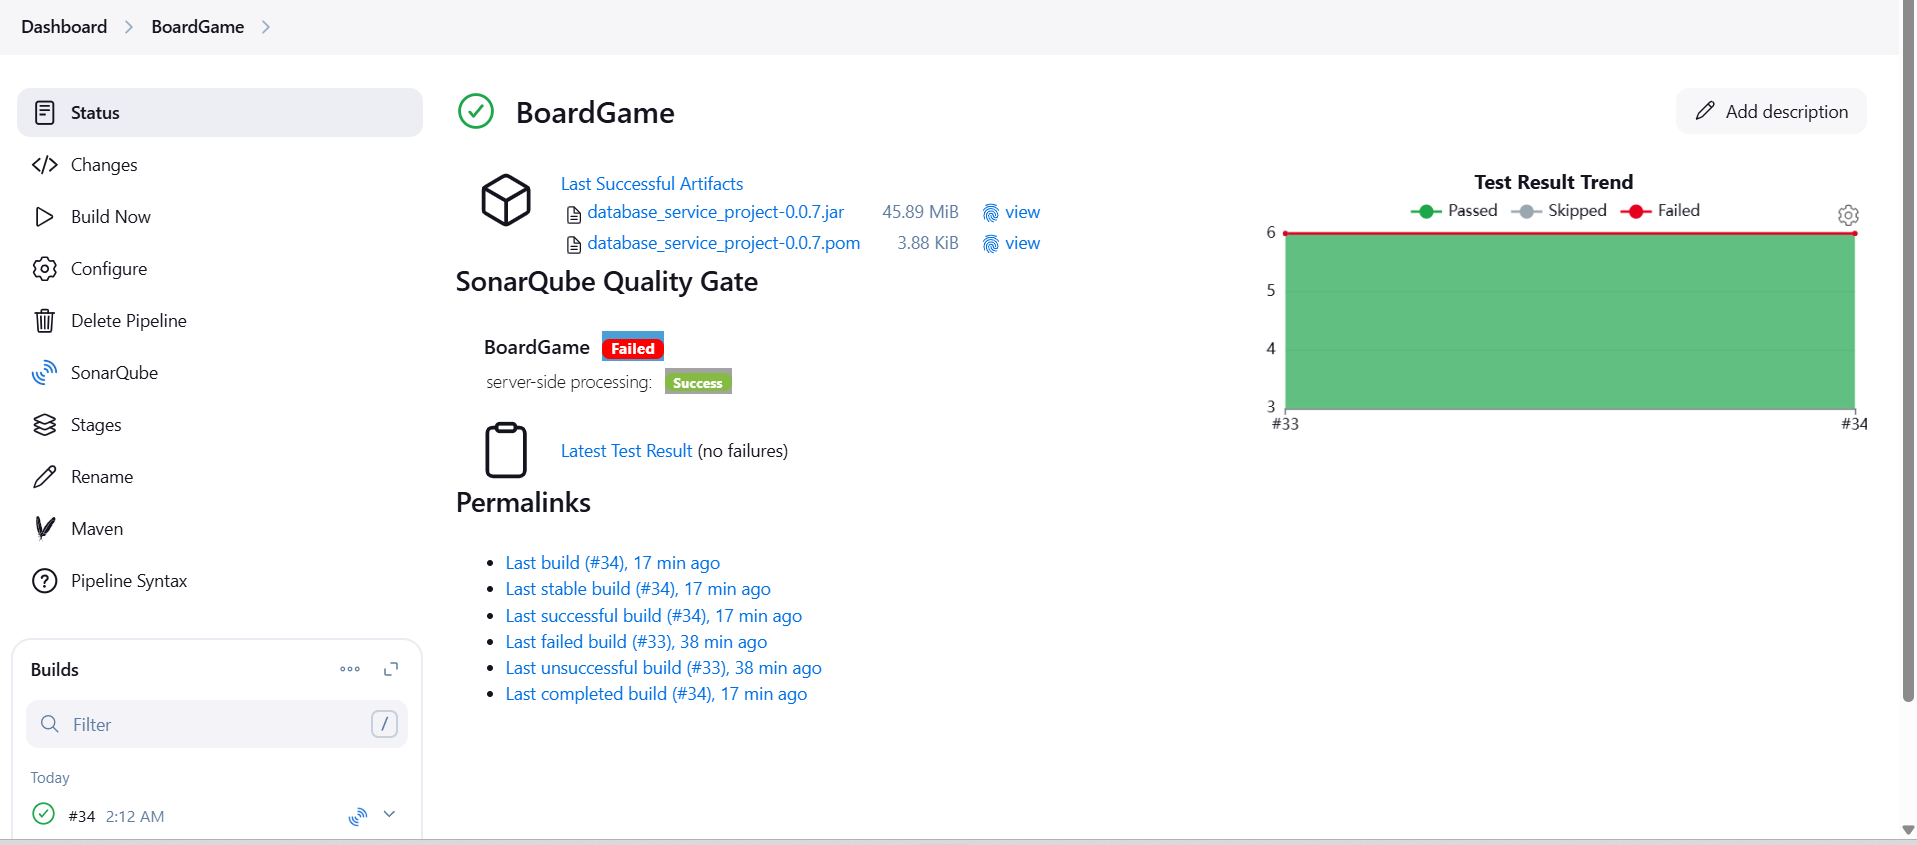 Dashboard
BoardGame
Status
Changes
Build Now
Configure
Delete Pipeline
SonarQube
Stages
Rename
Maven
Pipeline Syntax
Builds
Filter
/
Today
#34 2:12 AM
BoardGame
Add description
Last Successful Artifacts
database_service_project-0.0.7.jar 45.89 MiB view
database_service_project-0.0.7.pom 3.88 KiB view
SonarQube Quality Gate
BoardGame Failed
server-side processing: Success
Latest Test Result (no failures)
Permalinks
Last build (#34), 17 min ago
Last stable build (#34), 17 min ago
Last successful build (#34), 17 min ago
Last failed build (#33), 38 min ago
Last unsuccessful build (#33), 38 min ago
Last completed build (#34), 17 min ago
Test Result Trend
Passed Skipped Failed
6
5
4
3
#33 #34